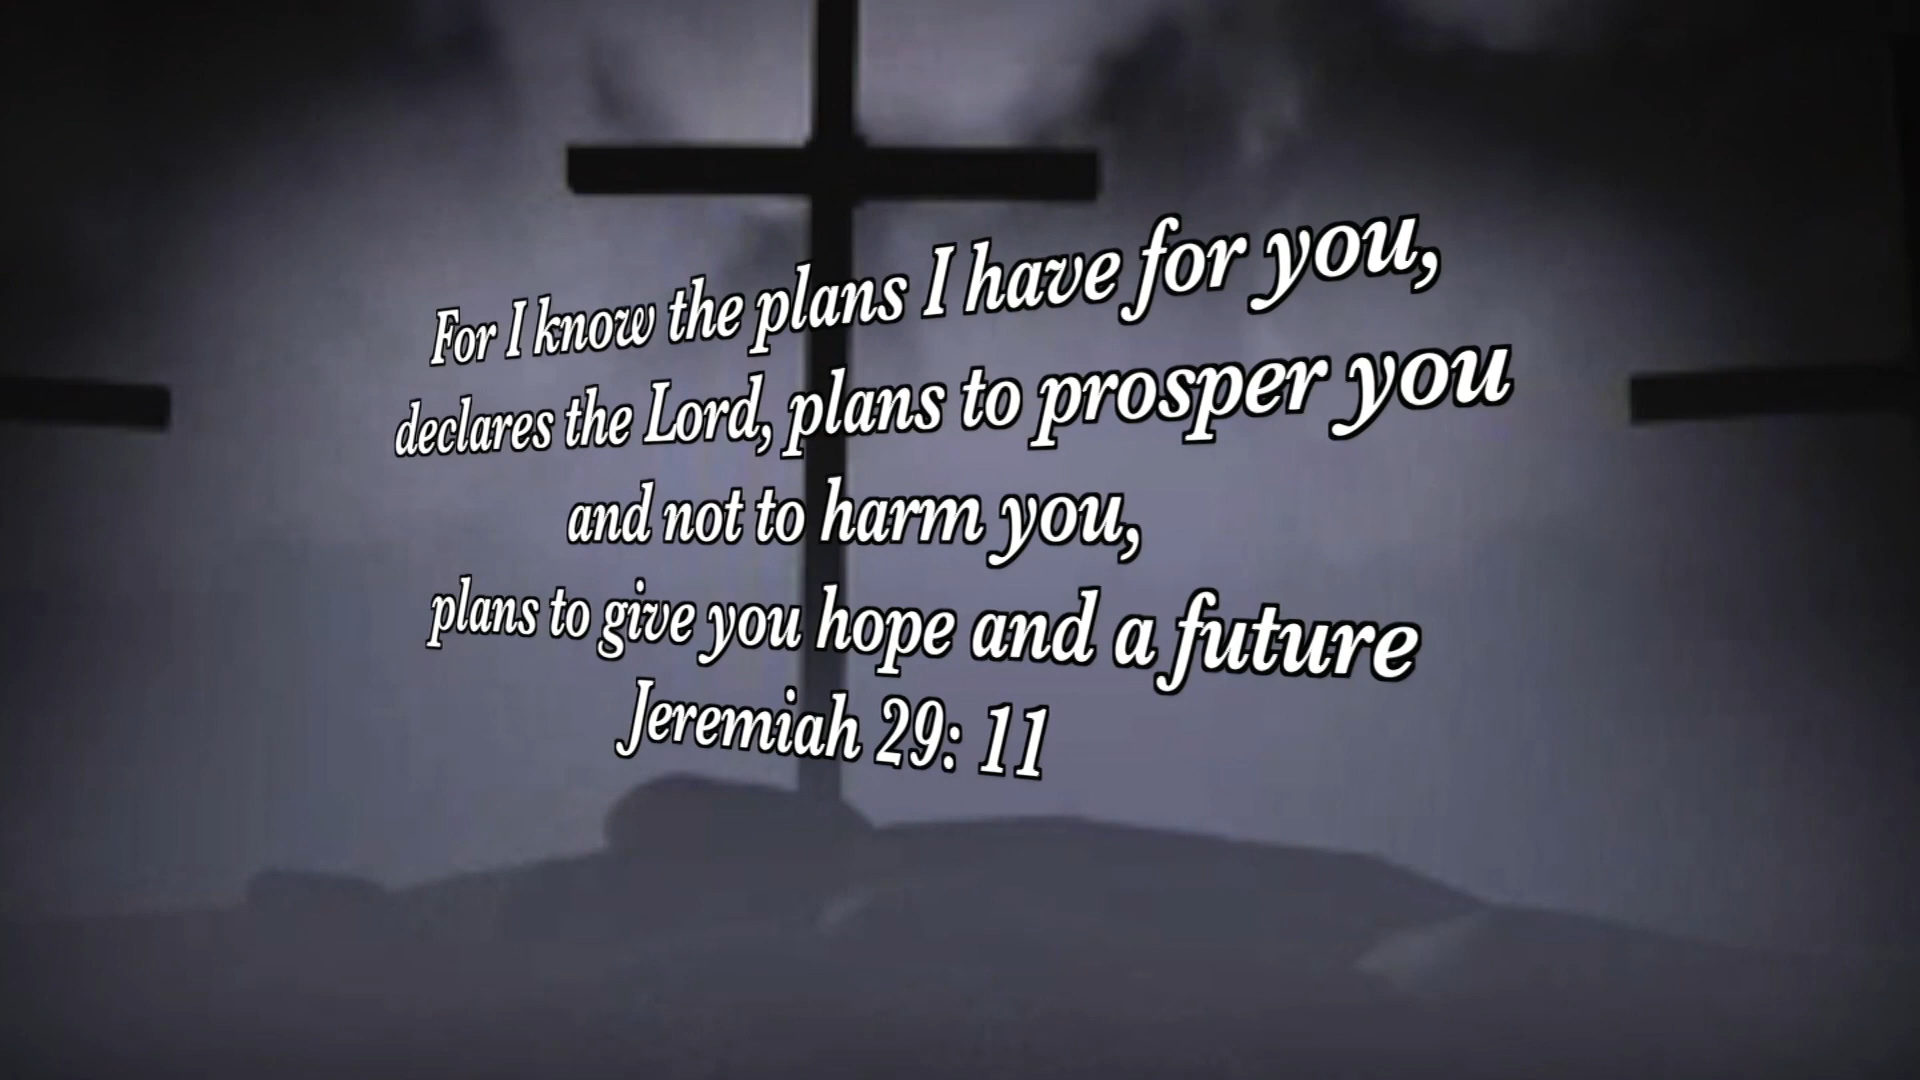 For I know the plans I have for you,
declares the Lord, plans to prosper you
and not to harm you,
plans to give you hope and a future
Jeremiah 29: 11